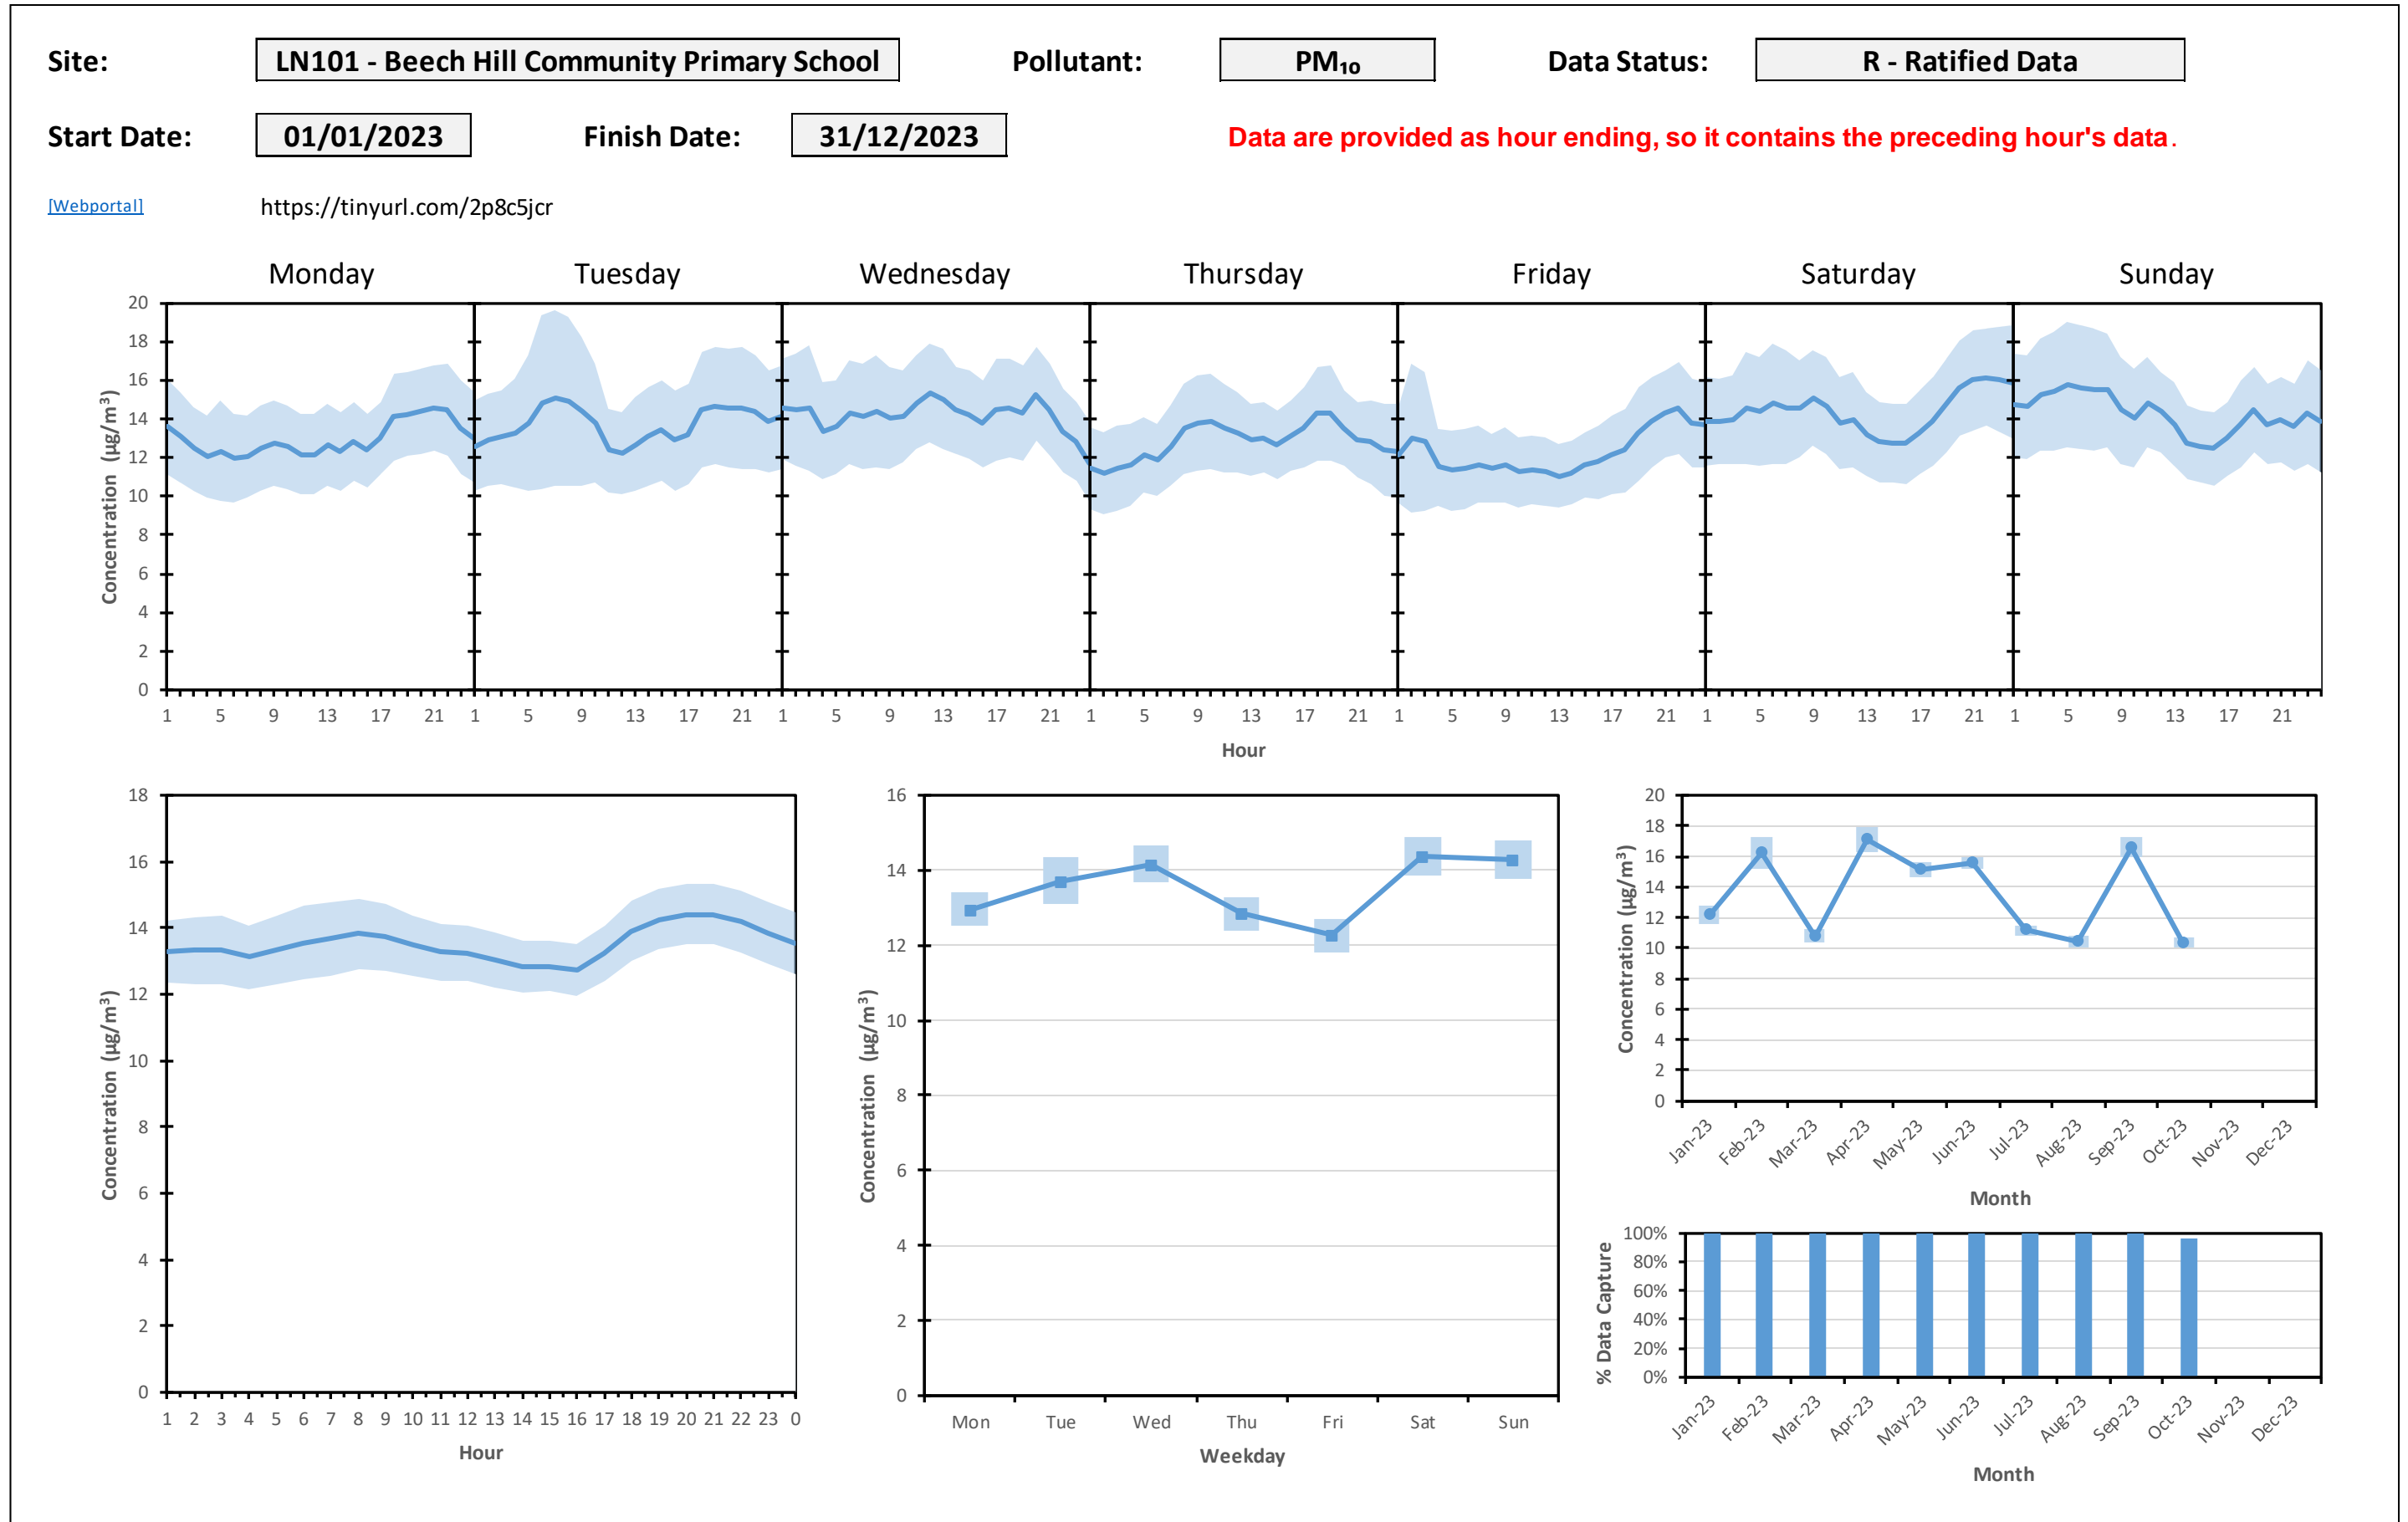 Site: LN101 - Beech Hill Community Primary School Pollutant: PM₁₀ Data Status: R - Ratified Data
Start Date: 01/01/2023 Finish Date: 31/12/2023 Data are provided as hour ending, so it contains the preceding hour's data.
[Webportal] https://tinyurl.com/2p8c5jcr
Monday Tuesday Wednesday Thursday Friday Saturday Sunday
Concentration (µg/m³)
20
18
16
14
12
10
8
6
4
2
0
1 5 9 13 17 21 1 5 9 13 17 21 1 5 9 13 17 21 1 5 9 13 17 21 1 5 9 13 17 21 1 5 9 13 17 21 1 5 9 13 17 21
Hour
Concentration (µg/m³)
18
16
14
12
10
8
6
4
2
0
1 2 3 4 5 6 7 8 9 10 11 12 13 14 15 16 17 18 19 20 21 22 23 0
Hour
Concentration (µg/m³)
16
14
12
10
8
6
4
2
0
Mon Tue Wed Thu Fri Sat Sun
Weekday
Concentration (µg/m³)
20
18
16
14
12
10
8
6
4
2
0
Jan-23 Feb-23 Mar-23 Apr-23 May-23 Jun-23 Jul-23 Aug-23 Sep-23 Oct-23 Nov-23 Dec-23
Month
% Data Capture
100%
80%
60%
40%
20%
0%
Jan-23 Feb-23 Mar-23 Apr-23 May-23 Jun-23 Jul-23 Aug-23 Sep-23 Oct-23 Nov-23 Dec-23
Month